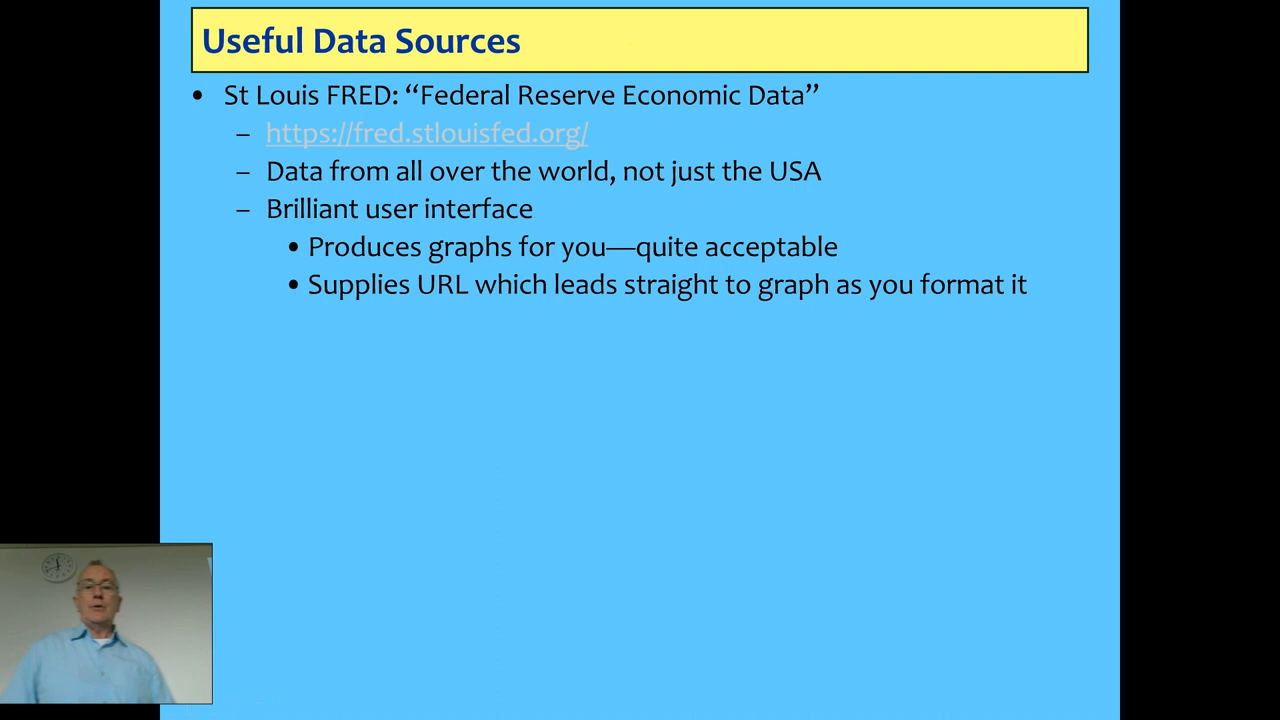 Useful Data Sources
• St Louis FRED: “Federal Reserve Economic Data”
– https://fred.stlouisfed.org/
– Data from all over the world, not just the USA
– Brilliant user interface
• Produces graphs for you—quite acceptable
• Supplies URL which leads straight to graph as you format it